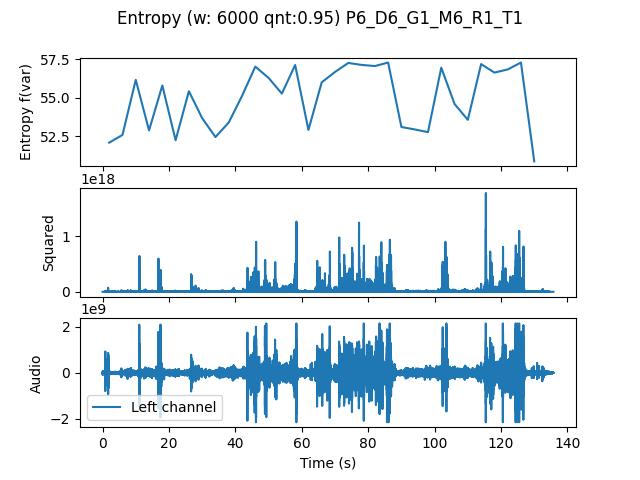 Entropy (w: 6000 qnt:0.95) P6_D6_G1_M6_R1_T1
Entropy f(var)
57.5
55.0
52.5
1e18
Squared
1
0
1e9
Audio
2
0
−2
Left channel
0 20 40 60 80 100 120 140
Time (s)